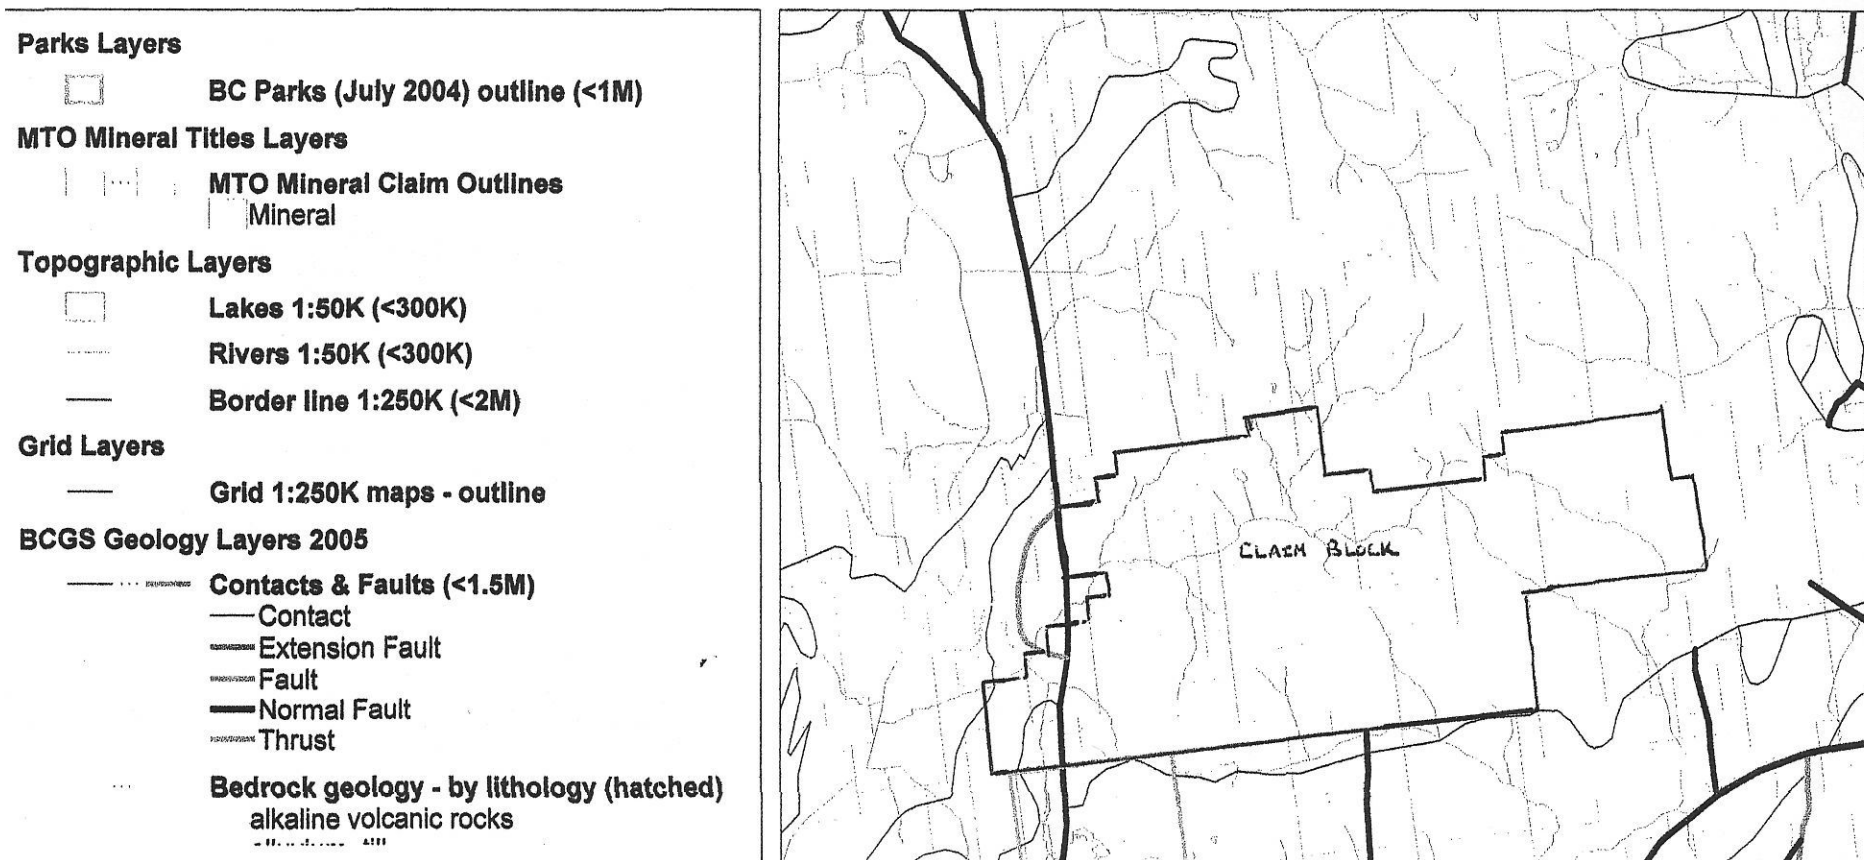 Parks Layers
BC Parks (July 2004) outline (<1M)
MTO Mineral Titles Layers
MTO Mineral Claim Outlines
Mineral
Topographic Layers
Lakes 1:50K (<300K)
Rivers 1:50K (<300K)
Border line 1:250K (<2M)
Grid Layers
Grid 1:250K maps - outline
BCGS Geology Layers 2005
Contacts & Faults (<1.5M)
Contact
Extension Fault
Fault
Normal Fault
Thrust
Bedrock geology - by lithology (hatched)
alkaline volcanic rocks
CLAIM BLOCK